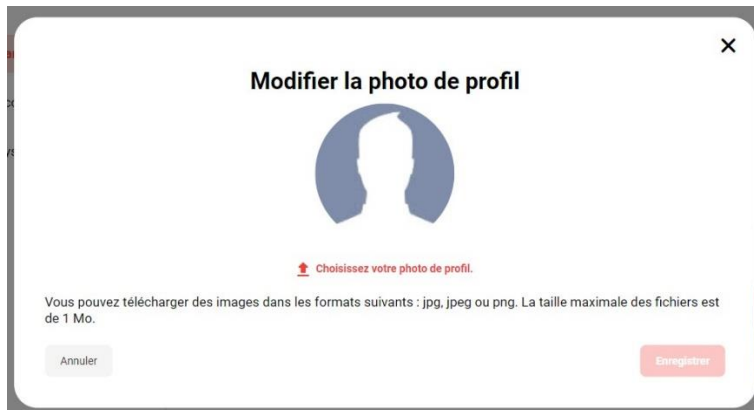 Modifier la photo de profil
Choisissez votre photo de profil.
Vous pouvez télécharger des images dans les formats suivants : jpg, jpeg ou png. La taille maximale des fichiers est
de 1 Mo.
Annuler
Enregistrer